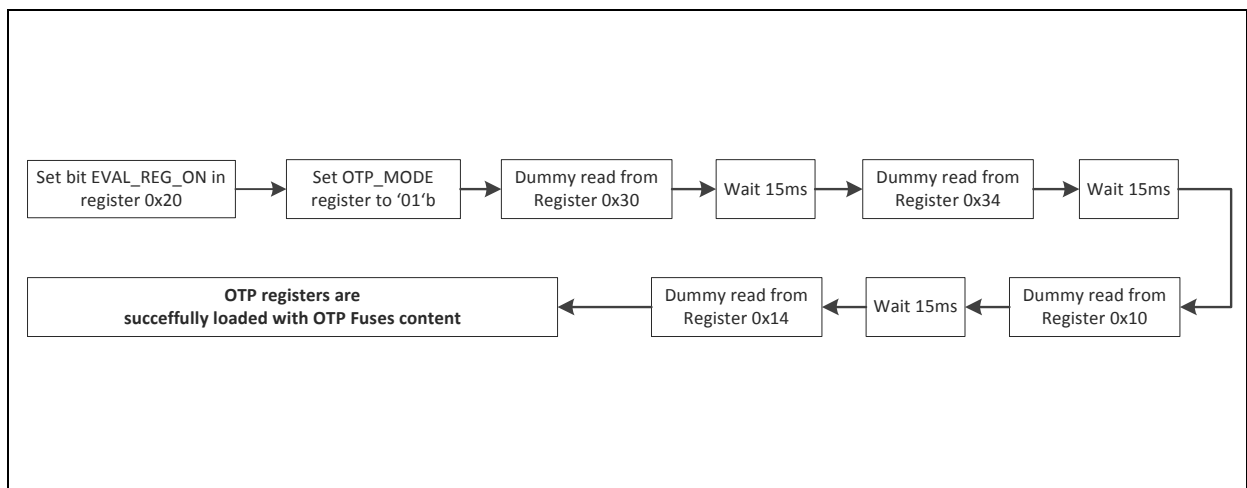 Set bit EVAL_REG_ON in
register 0x20
Set OTP_MODE
register to ‘01‘b
Dummy read from
Register 0x30
Wait 15ms
Dummy read from
Register 0x34
Wait 15ms
Dummy read from
Register 0x10
Wait 15ms
Dummy read from
Register 0x14
OTP registers are
succeffully loaded with OTP Fuses content